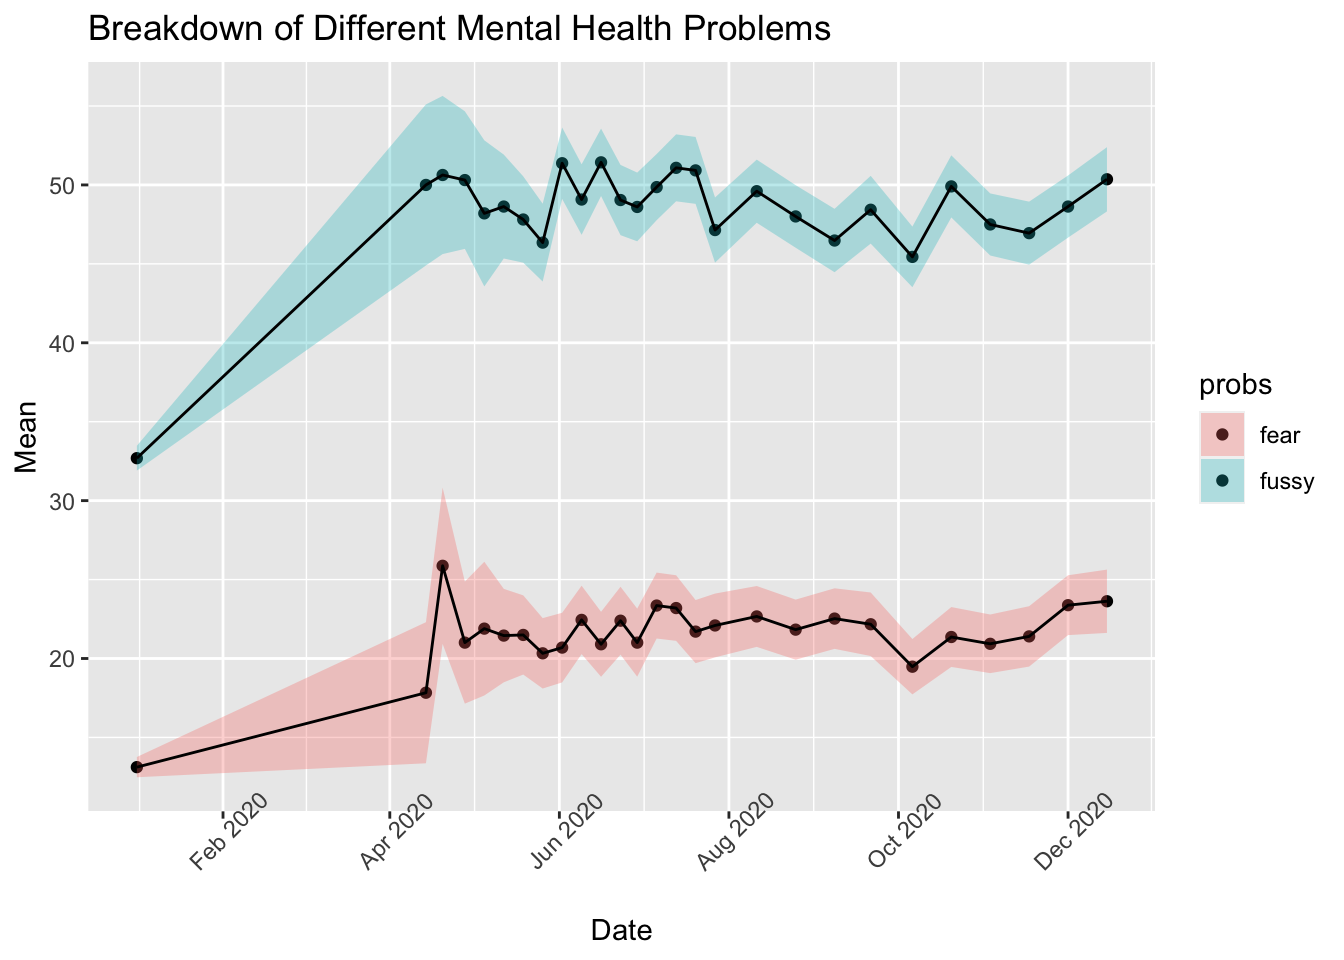 Breakdown of Different Mental Health Problems
50
40
30
20
Mean
Feb 2020
Apr 2020
Jun 2020
Aug 2020
Oct 2020
Dec 2020
Date
probs
fear
fussy